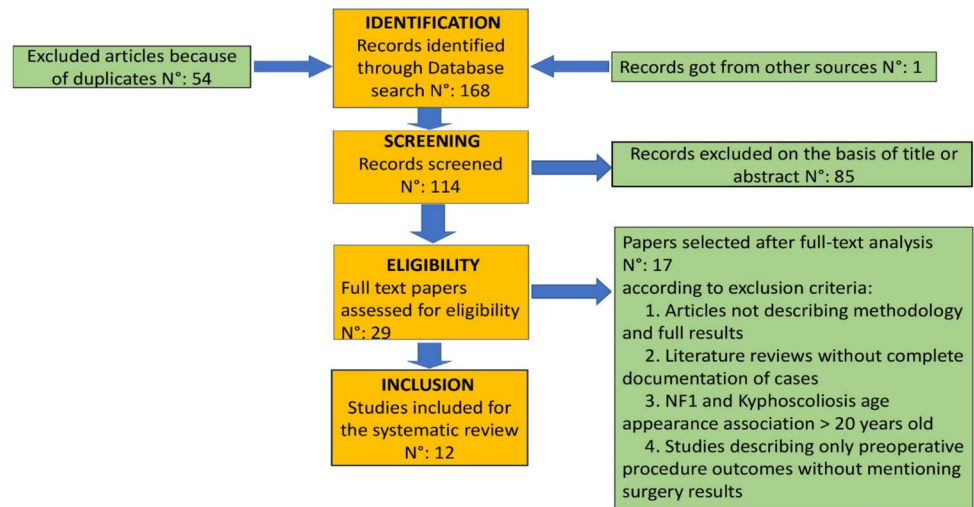 IDENTIFICATION
Records identified
through Database
search N°: 168
Excluded articles because
of duplicates N°: 54
Records got from other sources N°: 1
SCREENING
Records screened
N°: 114
Records excluded on the basis of title or
abstract N°: 85
ELIGIBILITY
Full text papers
assessed for eligibility
N°: 29
Papers selected after full-text analysis
N°: 17
according to exclusion criteria:
1. Articles not describing methodology
and full results
2. Literature reviews without complete
documentation of cases
3. NF1 and Kyphoscoliosis age
appearance association > 20 years old
4. Studies describing only preoperative
procedure outcomes without mentioning
surgery results
INCLUSION
Studies included for
the systematic review
N°: 12